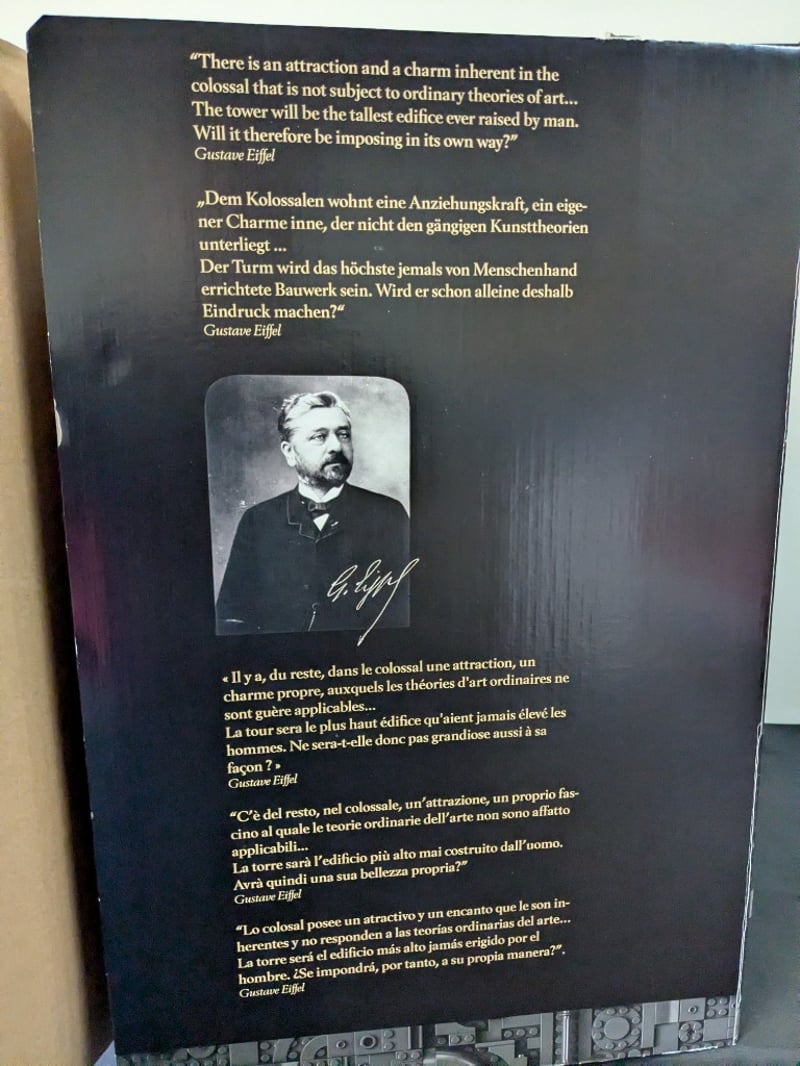 “There is an attraction and a charm inherent in the
colossal that is not subject to ordinary theories of art...
The tower will be the tallest edifice ever raised by man.
Will it therefore be imposing in its own way?”
Gustave Eiffel
„Dem Kolossalen wohnt eine Anziehungskraft, ein eige-
ner Charme inne, der nicht den gängigen Kunsttheorien
unterliegt ...
Der Turm wird das höchste jemals von Menschenhand
errichtete Bauwerk sein. Wird er schon alleine deshalb
Eindruck machen?“
Gustave Eiffel
G. Eiffel
« Il y a, du reste, dans le colossal une attraction, un
charme propre, auxquels les théories d'art ordinaires ne
sont guère applicables...
La tour sera le plus haut édifice qu'aient jamais élevé les
hommes. Ne sera-t-elle donc pas grandiose aussi à sa
façon ? »
Gustave Eiffel
“C’è del resto, nel colossale, un’attrazione, un proprio fas-
cino al quale le teorie ordinarie dell’arte non sono affatto
applicabili...
La torre sarà l’edificio più alto mai costruito dall’uomo.
Avrà quindi una sua bellezza propria?”
Gustave Eiffel
“Lo colosal posee un atractivo y un encanto que le son in-
herentes y no responden a las teorías ordinarias del arte...
La torre será el edificio más alto jamás erigido por el
hombre. ¿Se impondrá, por tanto, a su propia manera?”.
Gustave Eiffel